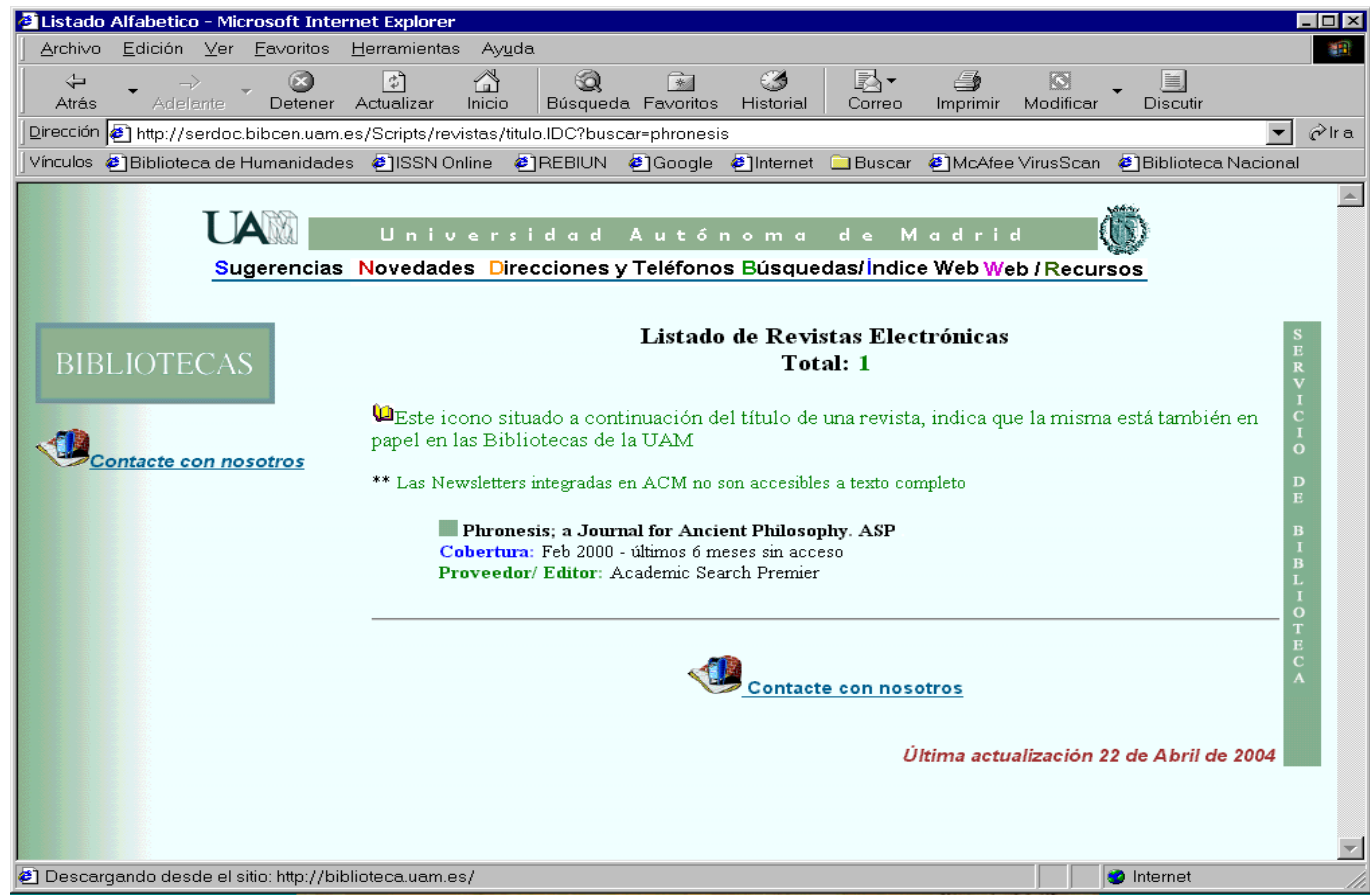 Listado Alfabetico - Microsoft Internet Explorer
Archivo Edición Ver Favoritos Herramientas Ayuda
Atrás Adelante Detener Actualizar Inicio Búsqueda Favoritos Historial Correo Imprimir Modificar Discutir
Dirección http://serdoc.bibcen.uam.es/Scripts/revistas/titulo.IDC?buscar=phronesis Ir a
Vínculos Biblioteca de Humanidades ISSN Online REBIUN Google Internet Buscar McAfee VirusScan Biblioteca Nacional
UAM Universidad Autónoma de Madrid
Sugerencias Novedades Direcciones y Teléfonos Búsquedas/Índice Web Web / Recursos
BIBLIOTECAS
Contacte con nosotros
Listado de Revistas Electrónicas
Total: 1
Este icono situado a continuación del título de una revista, indica que la misma está también en
papel en las Bibliotecas de la UAM
** Las Newsletters integradas en ACM no son accesibles a texto completo
Phronesis; a Journal for Ancient Philosophy. ASP
Cobertura: Feb 2000 - últimos 6 meses sin acceso
Proveedor/ Editor: Academic Search Premier
Contacte con nosotros
Última actualización 22 de Abril de 2004
SERVICIO DE BIBLIOTECA
Descargando desde el sitio: http://biblioteca.uam.es/ Internet